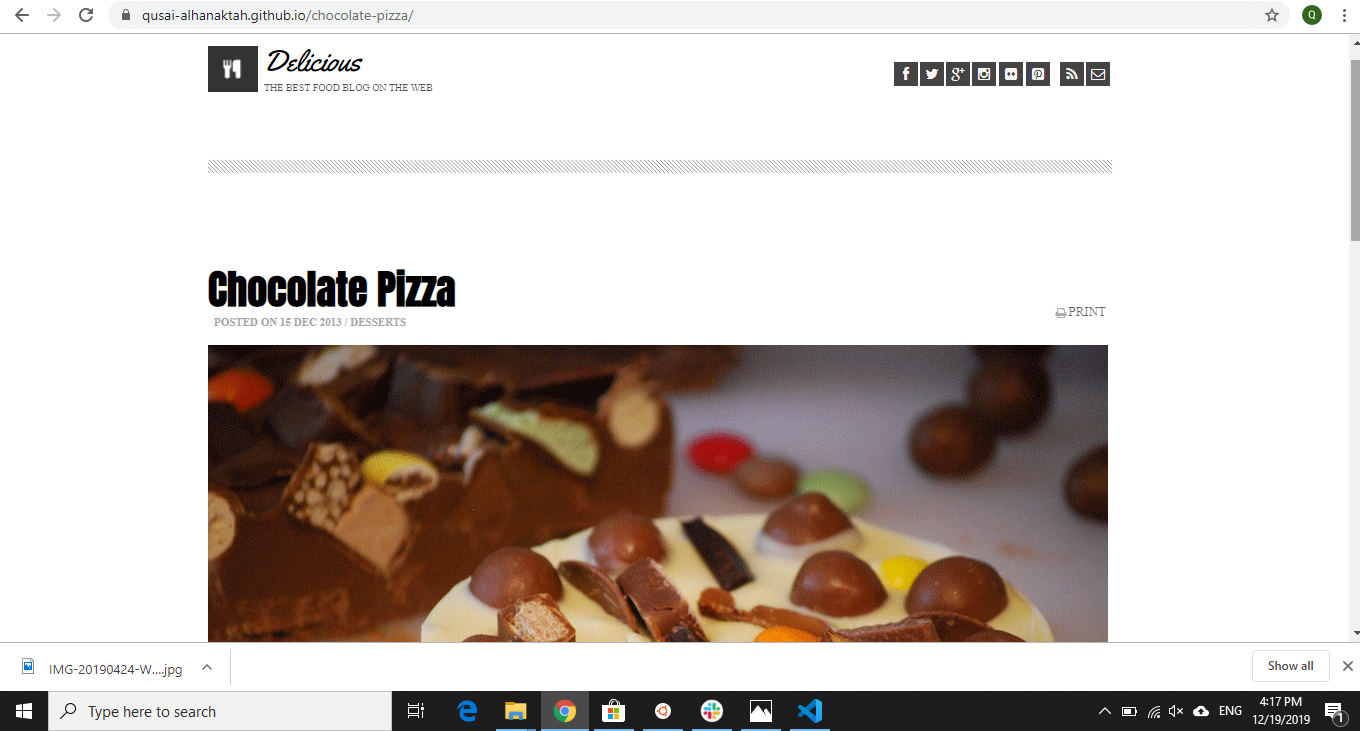 qusai-alhanaktah.github.io/chocolate-pizza/
Q
Delicious
THE BEST FOOD BLOG ON THE WEB
Chocolate Pizza
POSTED ON 15 DEC 2013 / DESSERTS
PRINT
IMG-20190424-W....jpg
Show all
Type here to search
ENG
4:17 PM
12/19/2019
1